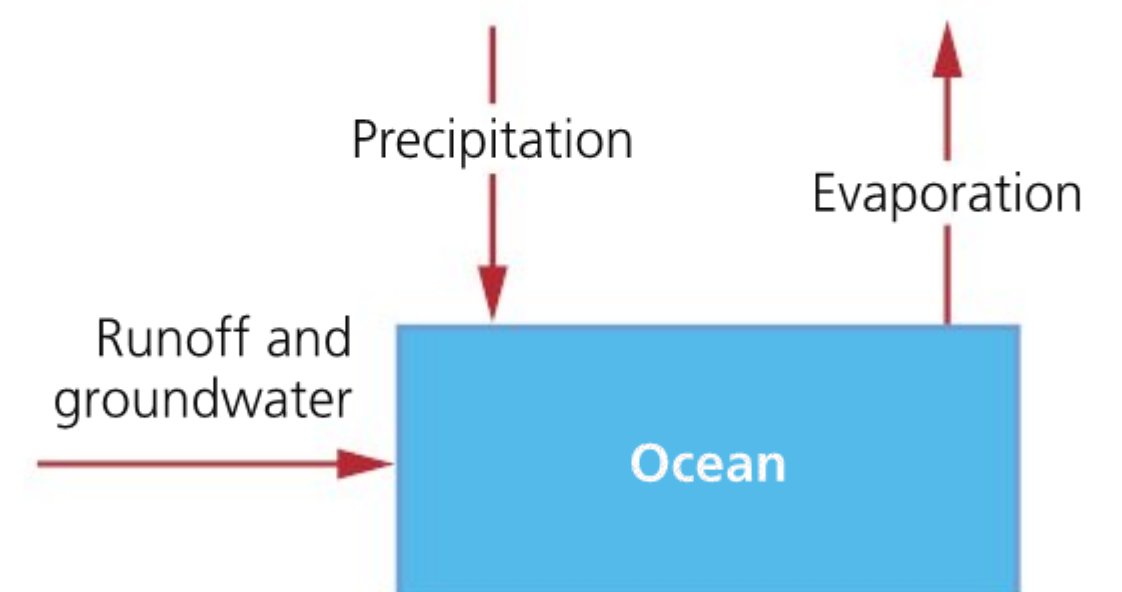 Precipitation
Evaporation
Runoff and
groundwater
Ocean